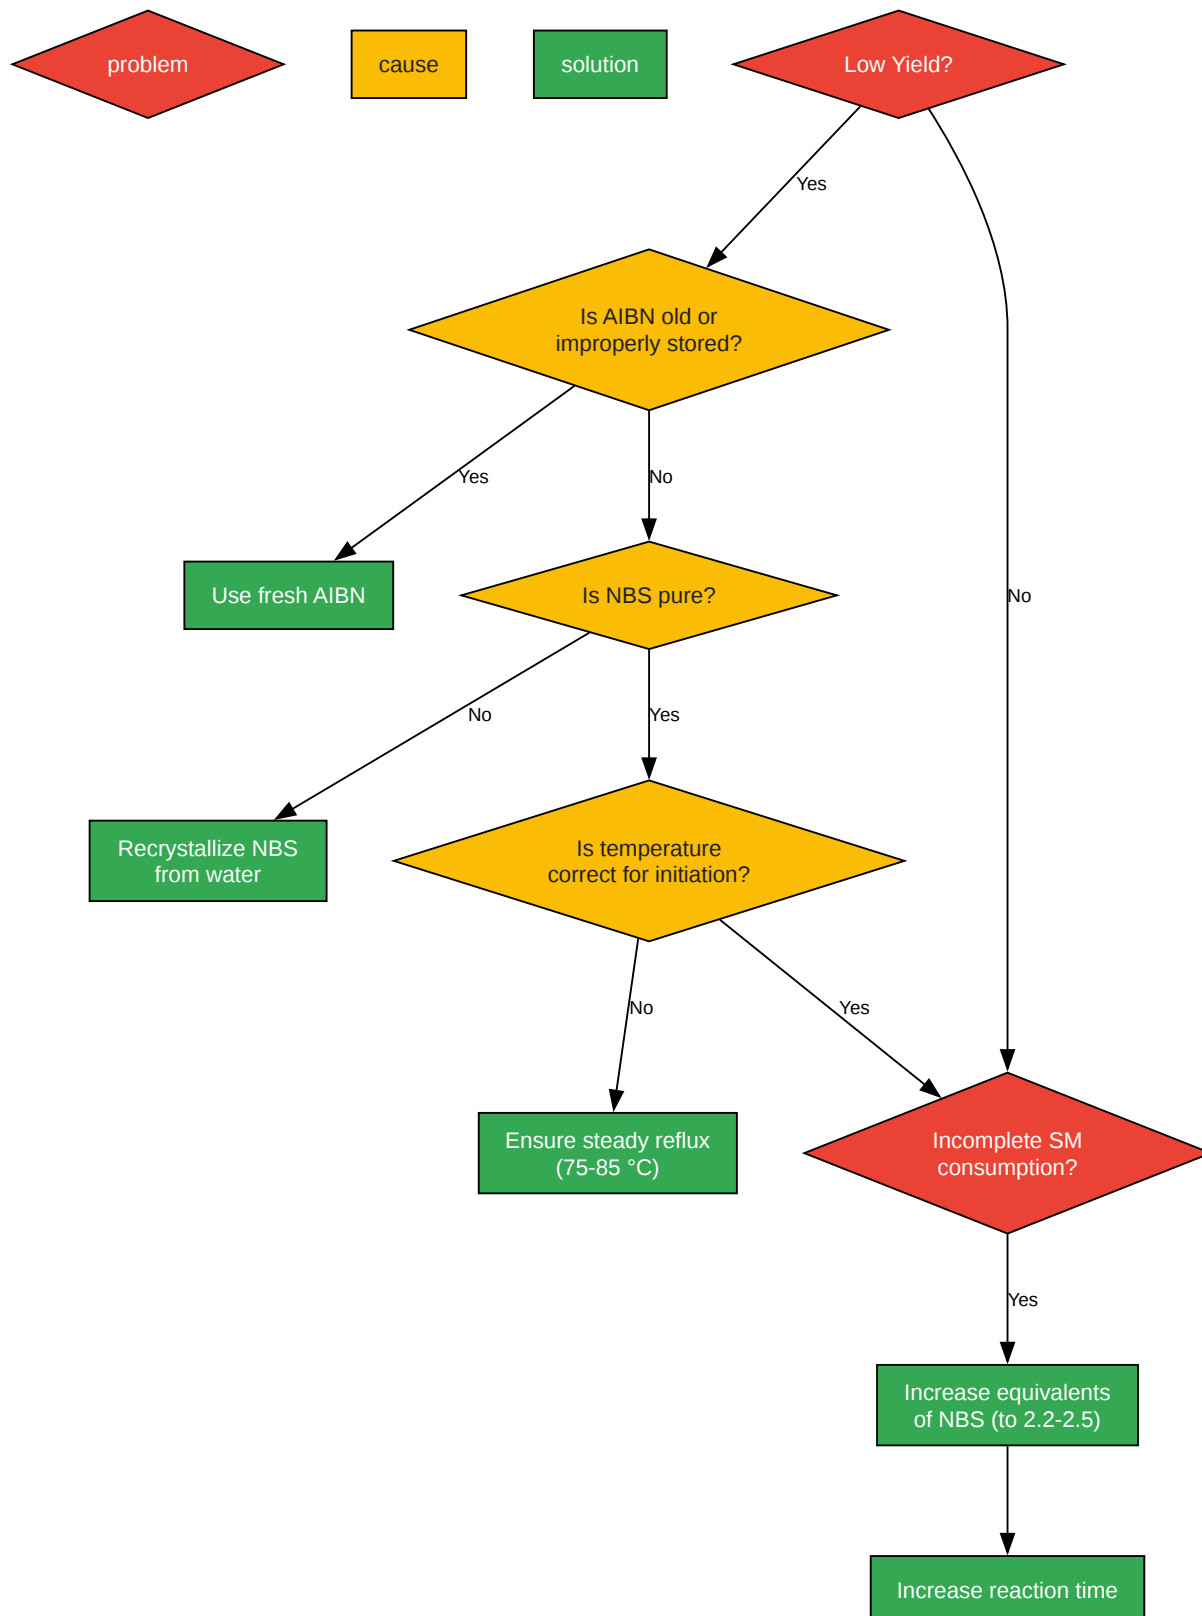 problem
cause
solution
Low Yield?
Yes
Is AIBN old or
improperly stored?
Yes
No
Use fresh AIBN
Is NBS pure?
No
No
Yes
Recrystallize NBS
from water
Is temperature
correct for initiation?
No
Yes
Ensure steady reflux
(75-85 °C)
Incomplete SM
consumption?
Yes
Increase equivalents
of NBS (to 2.2-2.5)
Increase reaction time